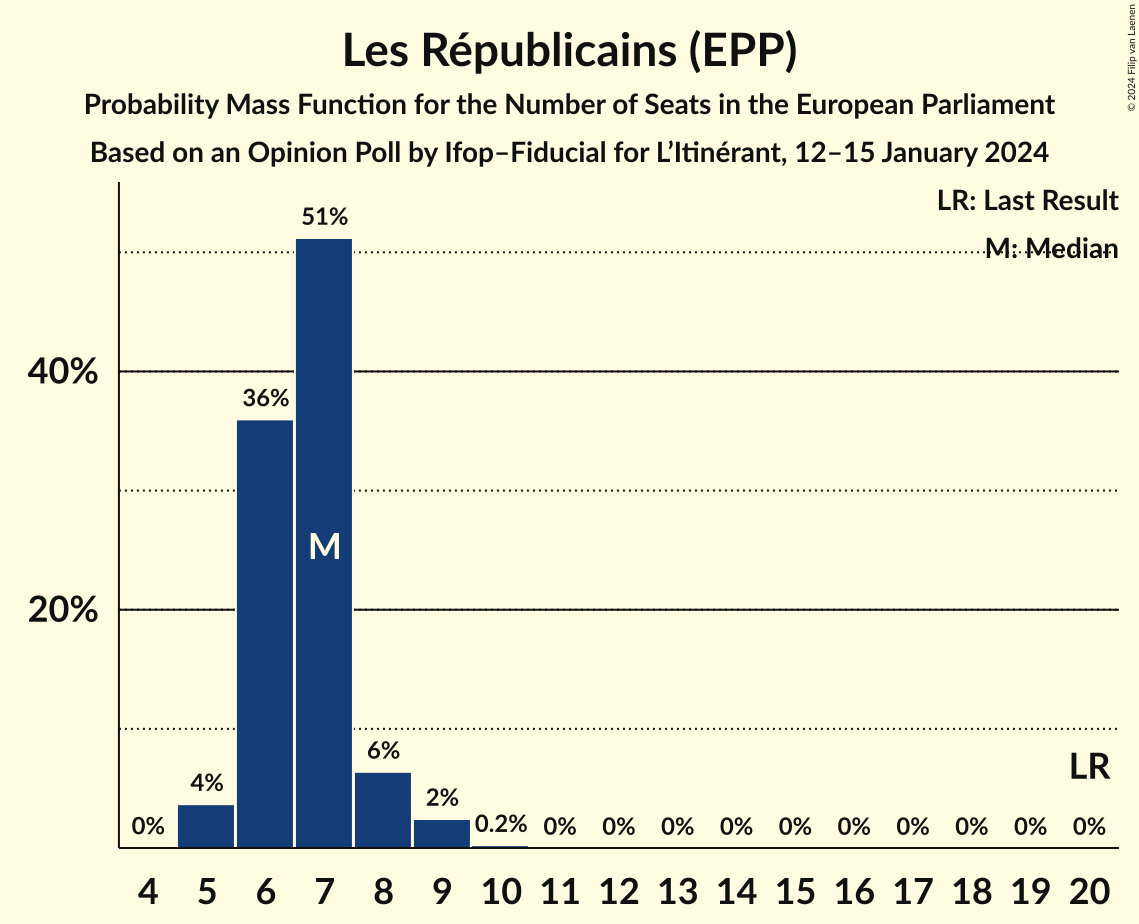 Les Républicains (EPP)
Probability Mass Function for the Number of Seats in the European Parliament
Based on an Opinion Poll by Ifop–Fiducial for L’Itinérant, 12–15 January 2024
© 2024 Filip van Laenen
LR: Last Result
M: Median
40%
20%
0% 4% 36% 51% 6% 2% 0.2% 0% 0% 0% 0% 0% 0% 0% 0% 0% 0%
M
LR
4 5 6 7 8 9 10 11 12 13 14 15 16 17 18 19 20